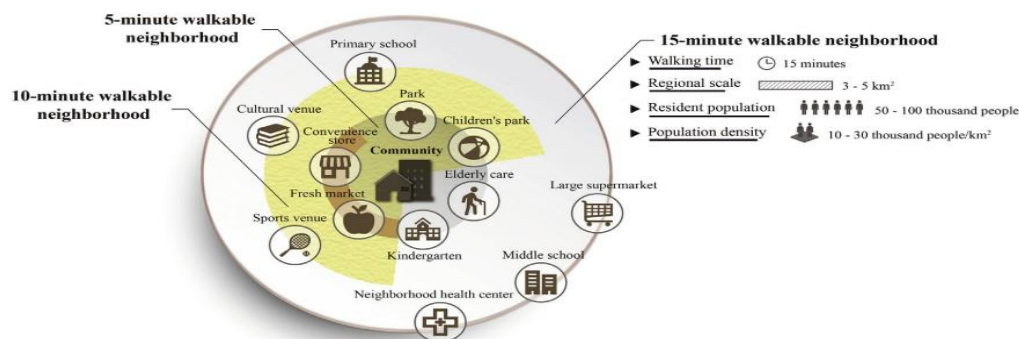 5-minute walkable
neighborhood
10-minute walkable
neighborhood
Primary school
Park
Cultural venue
Convenience
store
Children's park
Community
Elderly care
Fresh market
Sports venue
Kindergarten
Large supermarket
Middle school
Neighborhood health center
15-minute walkable neighborhood
Walking time 15 minutes
Regional scale 3 - 5 km²
Resident population 50 - 100 thousand people
Population density 10 - 30 thousand people/km²